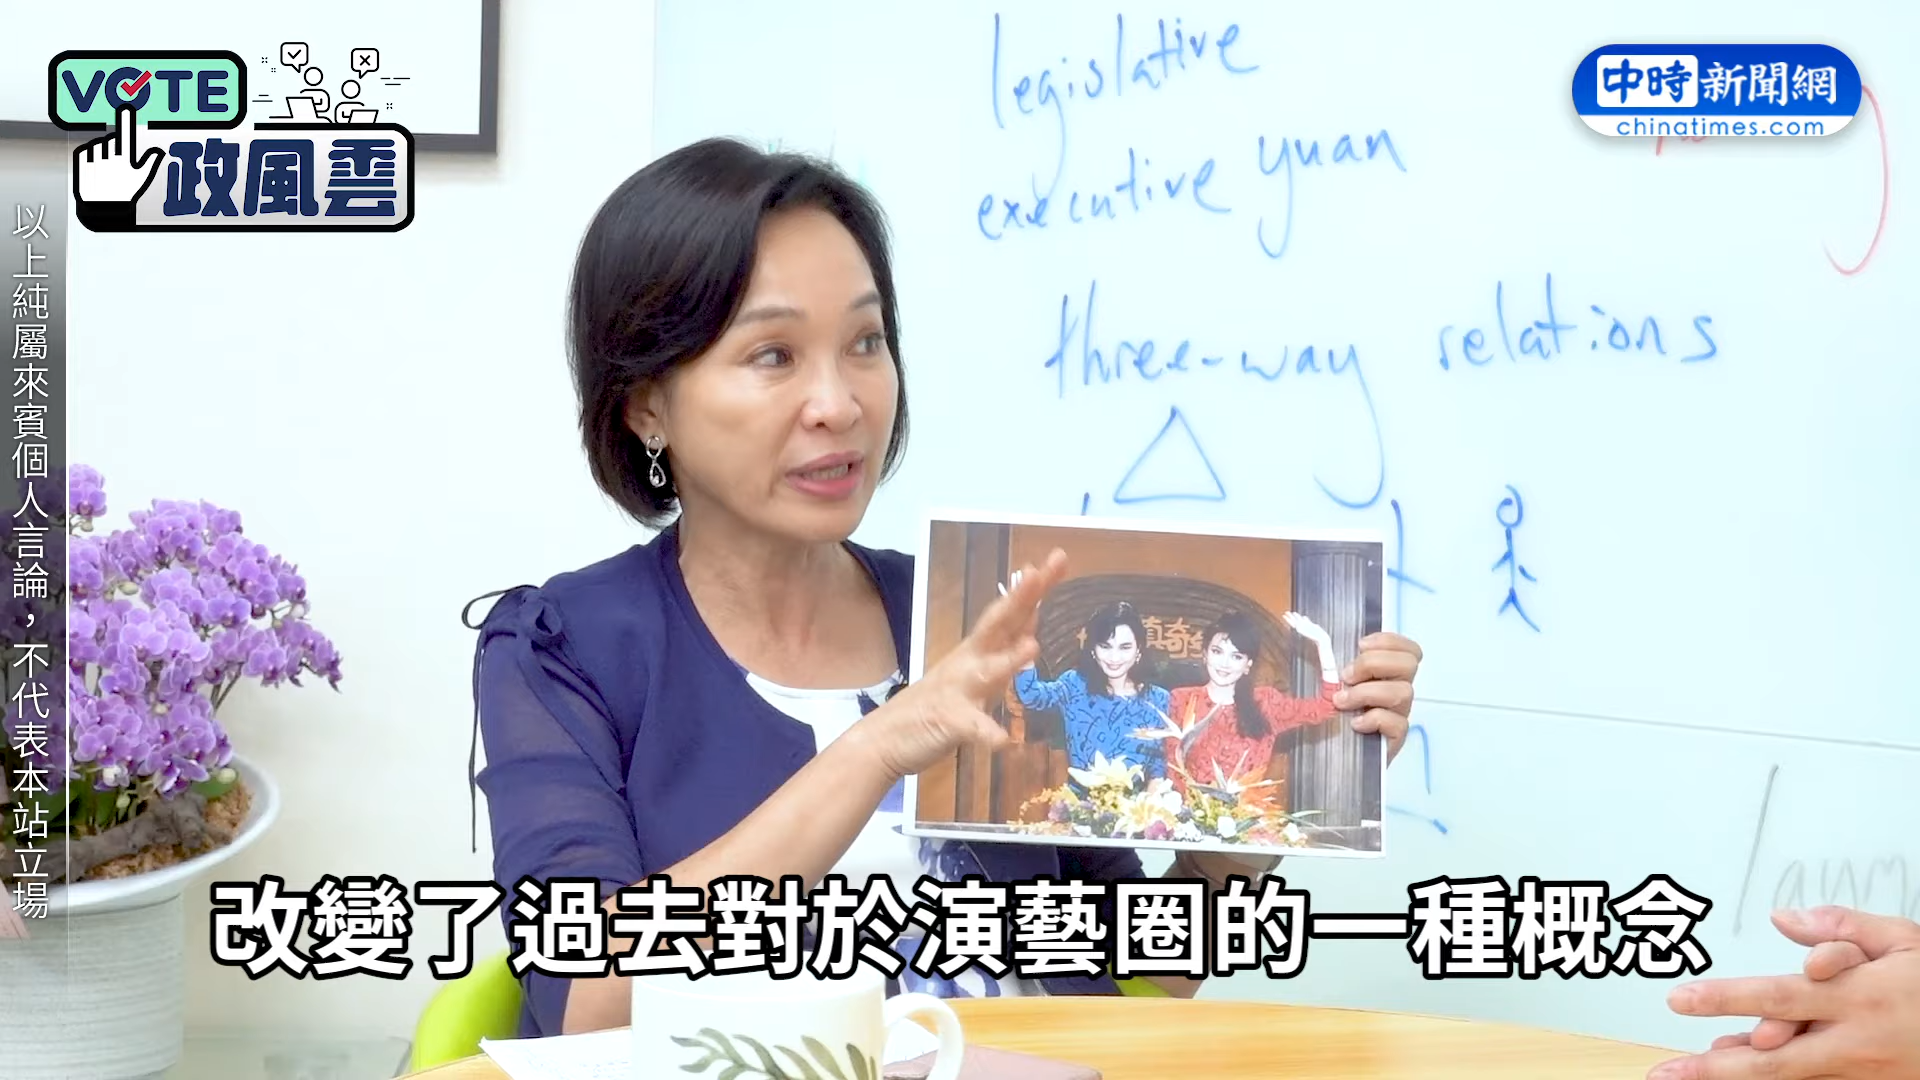 VOTE
政風雲
中時新聞網
chinatimes.com
legislative
executive yuan
three-way relations
以上純屬來賓個人言論，不代表本站立場
真奇
改變了過去對於演藝圈的一種概念